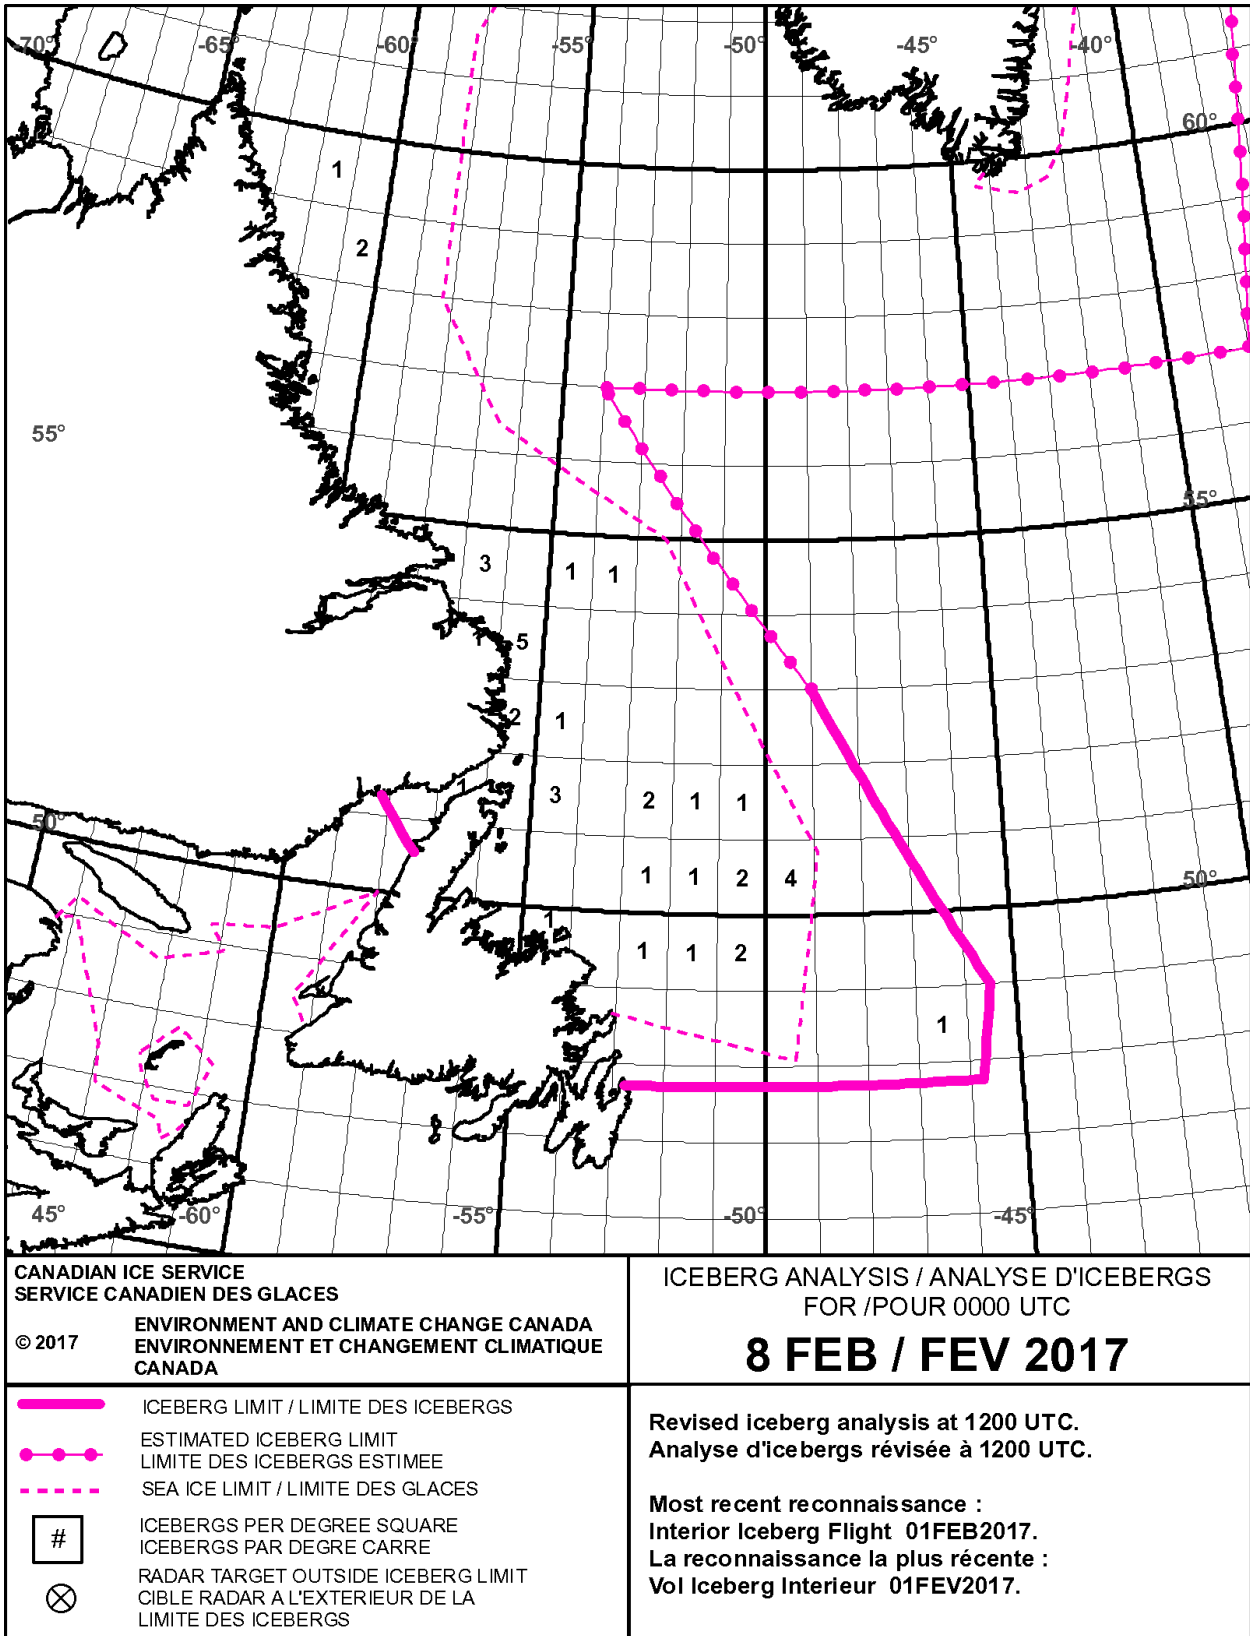 -70° -65° -60° -55° -50° -45° -40°
60°
1
2
55°
55°
3 1 1
5
2 1
1 3 2 1 1
50°
1 1 2 4 50°
1
1 1 2
1
45° -60° -55° -50° -45°
CANADIAN ICE SERVICE
SERVICE CANADIEN DES GLACES
© 2017
ENVIRONMENT AND CLIMATE CHANGE CANADA
ENVIRONNEMENT ET CHANGEMENT CLIMATIQUE
CANADA
ICEBERG ANALYSIS / ANALYSE D'ICEBERGS
FOR /POUR 0000 UTC
8 FEB / FEV 2017
ICEBERG LIMIT / LIMITE DES ICEBERGS
ESTIMATED ICEBERG LIMIT
LIMITE DES ICEBERGS ESTIMEE
SEA ICE LIMIT / LIMITE DES GLACES
#
ICEBERGS PER DEGREE SQUARE
ICEBERGS PAR DEGRE CARRE
RADAR TARGET OUTSIDE ICEBERG LIMIT
CIBLE RADAR A L'EXTERIEUR DE LA
LIMITE DES ICEBERGS
Revised iceberg analysis at 1200 UTC.
Analyse d'icebergs révisée à 1200 UTC.
Most recent reconnaissance :
Interior Iceberg Flight 01FEB2017.
La reconnaissance la plus récente :
Vol Iceberg Interieur 01FEV2017.